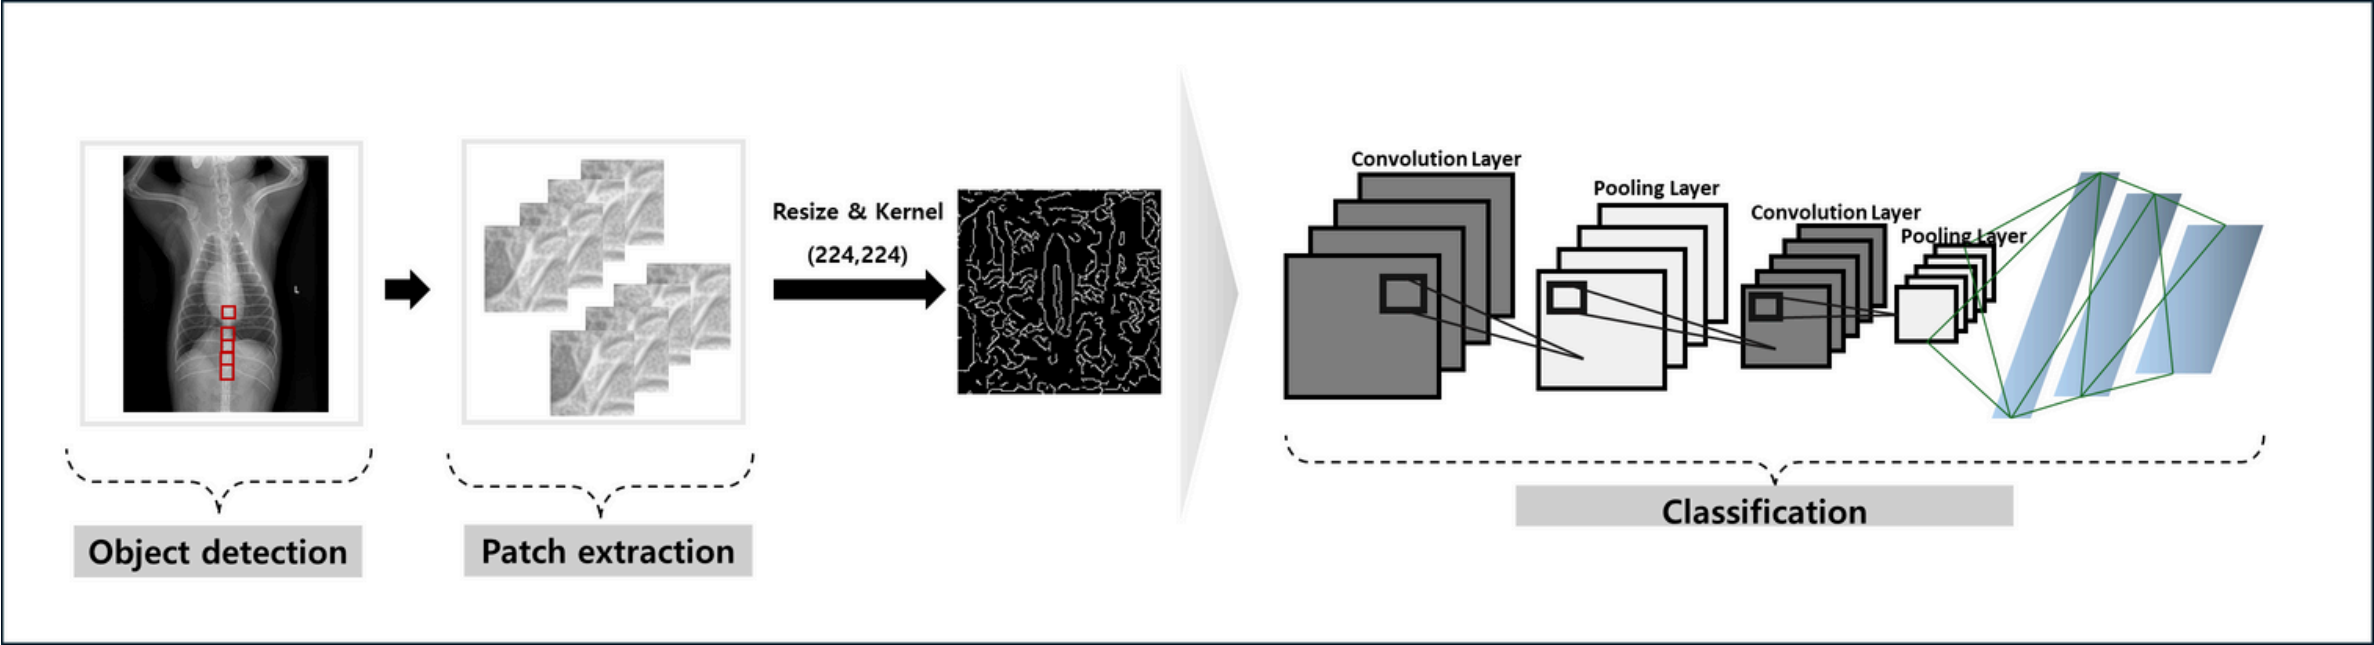 L
Object detection
Patch extraction
Resize & Kernel
(224,224)
Convolution Layer
Pooling Layer
Convolution Layer
Pooling Layer
Classification